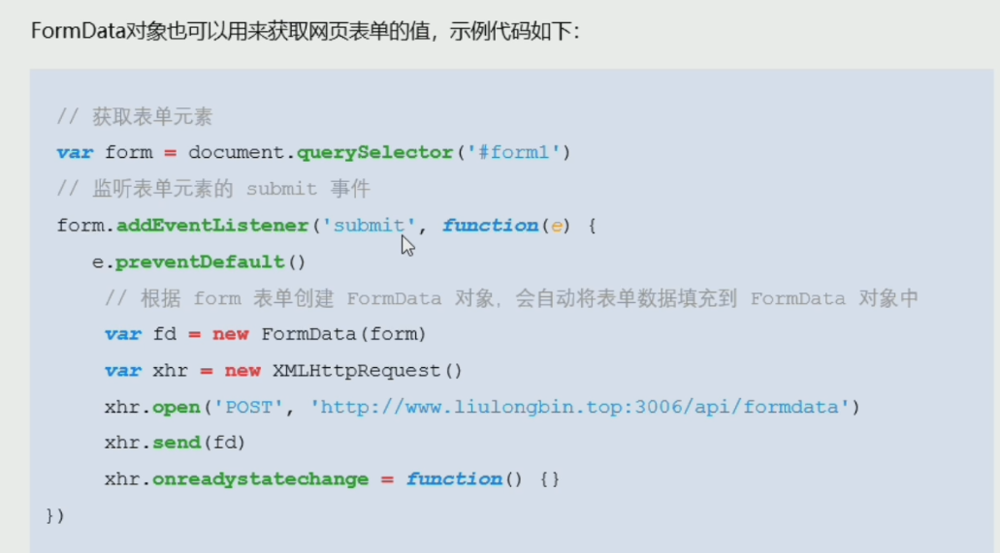 FormData对象也可以用来获取网页表单的值，示例代码如下：
// 获取表单元素
var form = document.querySelector('#form1')
// 监听表单元素的 submit 事件
form.addEventListener('submit', function(e) {
e.preventDefault()
// 根据 form 表单创建 FormData 对象，会自动将表单数据填充到 FormData 对象中
var fd = new FormData(form)
var xhr = new XMLHttpRequest()
xhr.open('POST', 'http://www.liulongbin.top:3006/api/formdata')
xhr.send(fd)
xhr.onreadystatechange = function() {}
})